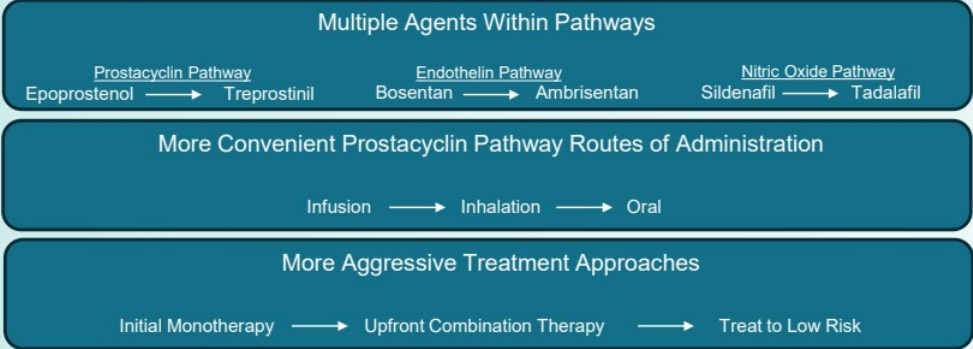 Multiple Agents Within Pathways
Prostacyclin Pathway Endothelin Pathway Nitric Oxide Pathway
Epoprostenol Treprostinil Bosentan Ambrisentan Sildenafil Tadalafil
More Convenient Prostacyclin Pathway Routes of Administration
Infusion Inhalation Oral
More Aggressive Treatment Approaches
Initial Monotherapy Upfront Combination Therapy Treat to Low Risk